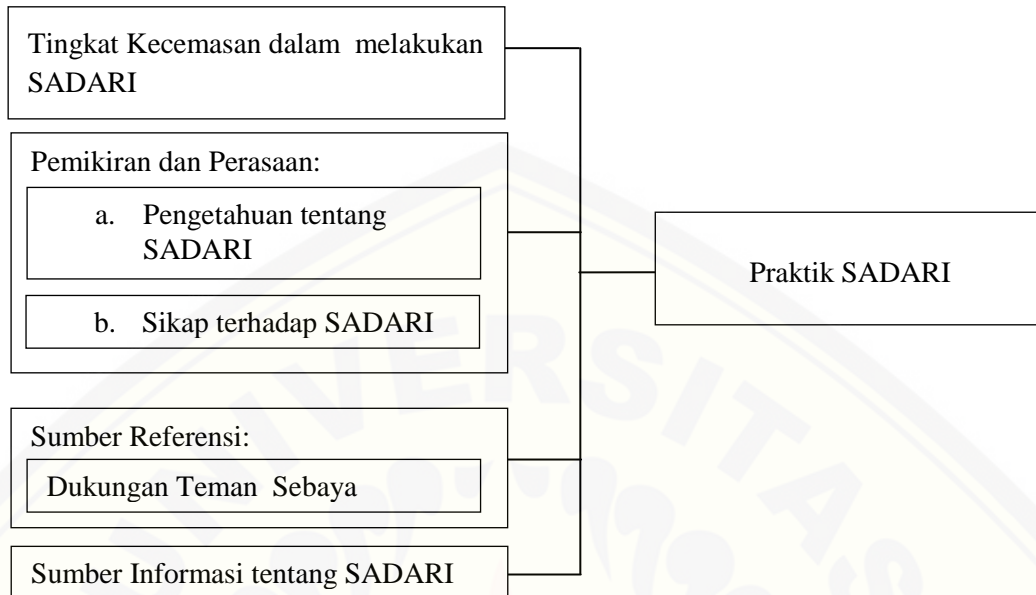 Tingkat Kecemasan dalam melakukan
SADARI
Pemikiran dan Perasaan:
a. Pengetahuan tentang
SADARI
b. Sikap terhadap SADARI
Praktik SADARI
Sumber Referensi:
Dukungan Teman Sebaya
Sumber Informasi tentang SADARI
UNIVERSITAS